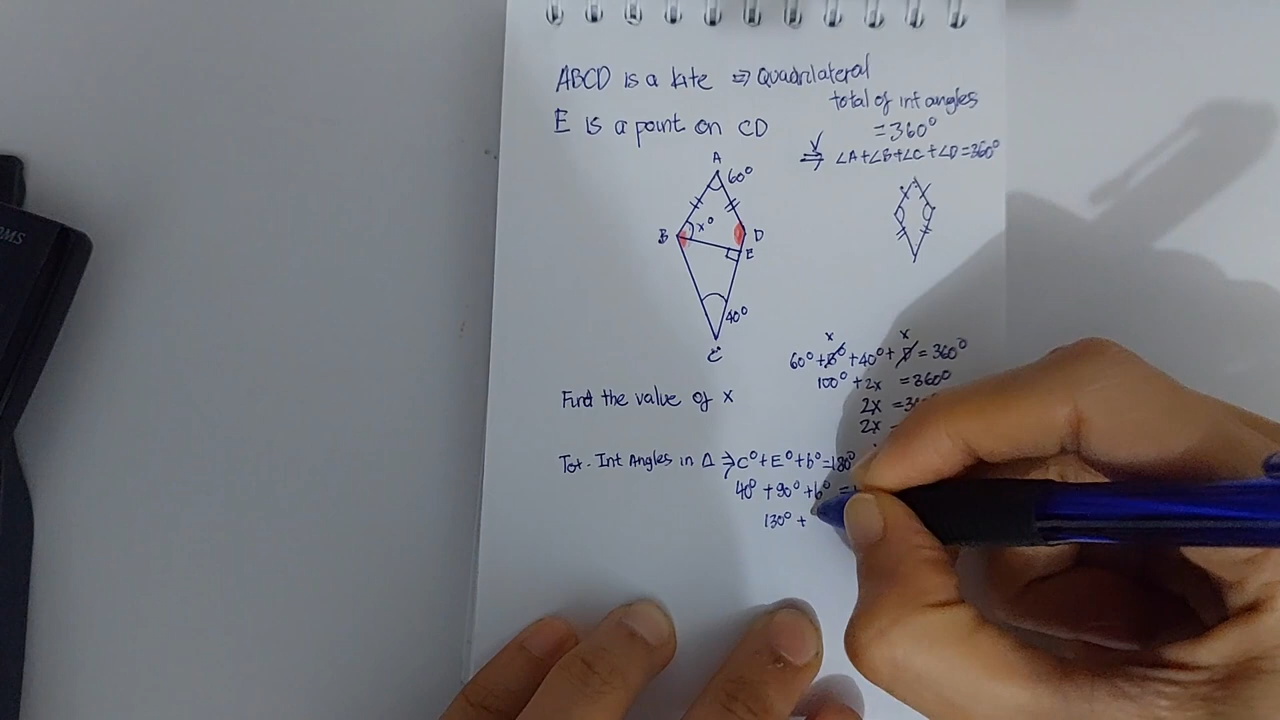 ABCD is a kite ⇒ Quadrilateral
total of int angles
= 360°
E is a point on CD
⇒ ∠A+∠B+∠C+∠D=360°
A
60°
B
x°
D
E
40°
C
x x
60°+B°+40°+D=360°
100°+2x =360°
2x
2x
Find the value of x
Tot. Int Angles in Δ ⇒ C°+E°+b°=180°
40°+90°+b° =
130° +